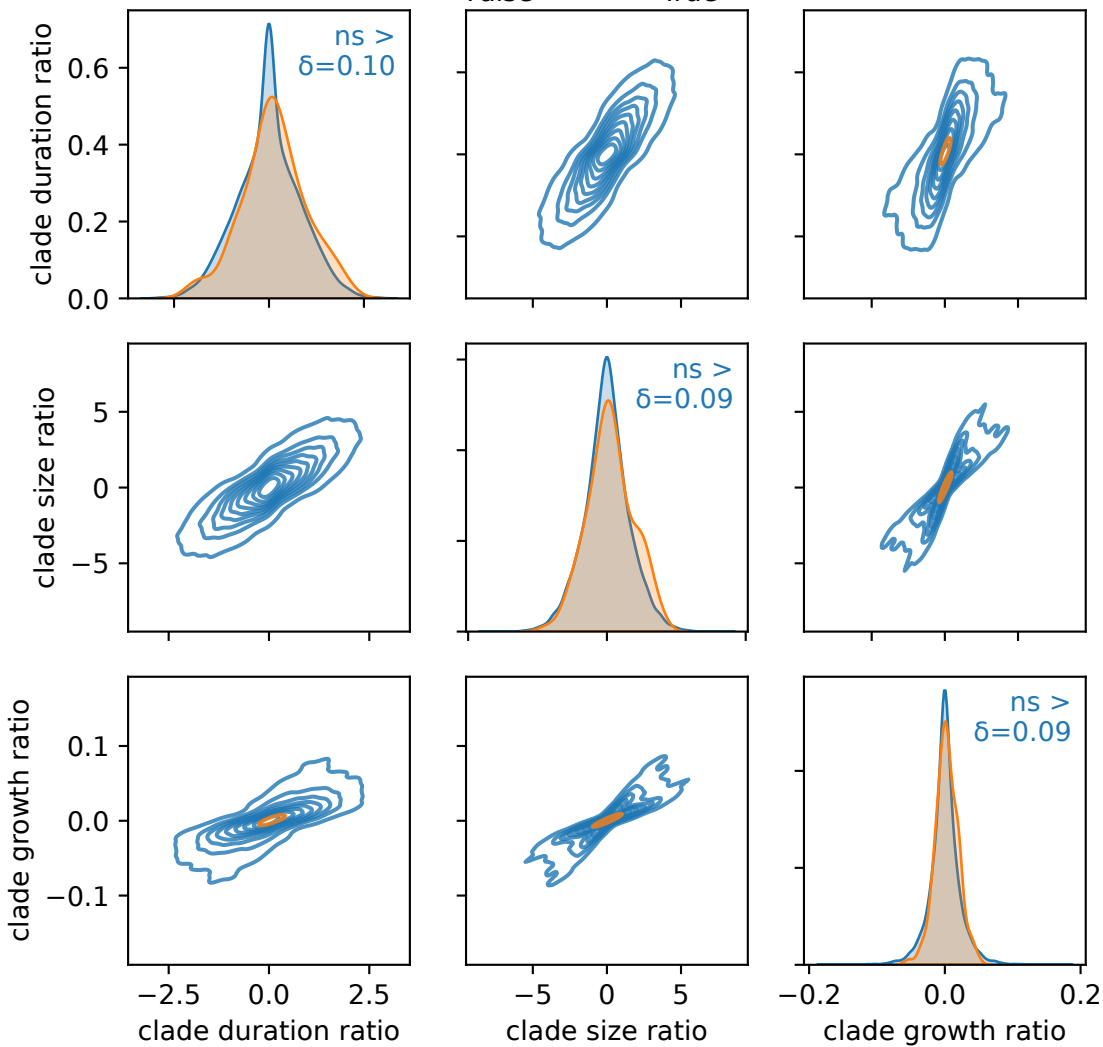 clade duration ratio
0.6
0.4
0.2
0.0
ns >
δ=0.10
clade size ratio
5
0
−5
ns >
δ=0.09
clade growth ratio
0.1
0.0
−0.1
ns >
δ=0.09
−2.5 0.0 2.5
−5 0 5
−0.2 0.0 0.2
clade duration ratio
clade size ratio
clade growth ratio